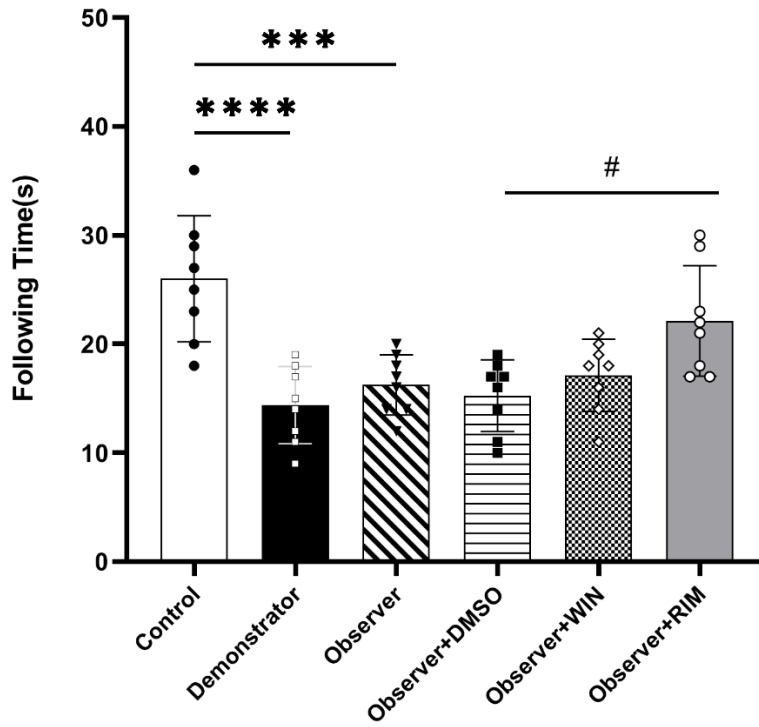 50
40
30
20
10
0
Following Time(s)
***
****
#
Control
Demonstrator
Observer
Observer+DMSO
Observer+WIN
Observer+RIM